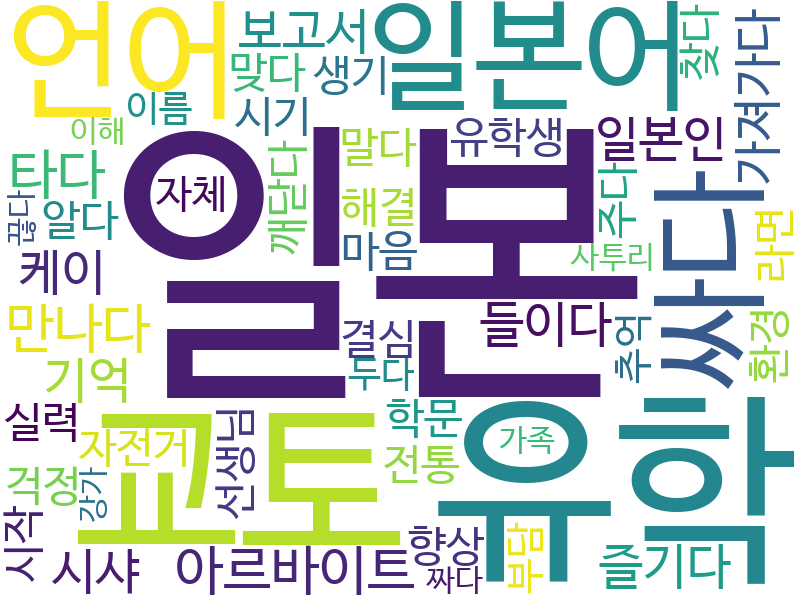 언어
보고서
일본어
찾다
가져가다
맞다
생기
이름
시기
이해
말다
유학생
일본인
타다
자체
깨닫다
해결
주다
끊다
알다
일본
마음
사투리
싸다
라면
케이
만나다
결심
들이다
추억
환경
기억
두다
실력
자전거
교토
선생님
학문
유학
가족
걱정
강가
전통
시작
시샤
아르바이트
향상
짜다
부담
즐기다